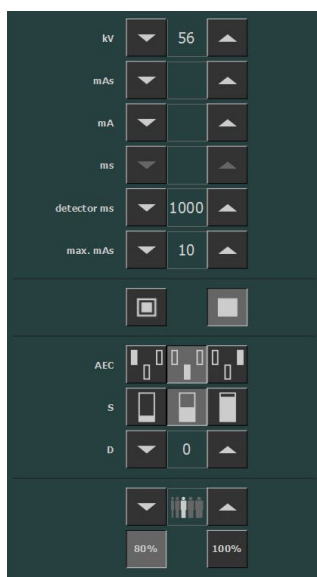 kV 56
mAs
mA
ms
detector ms 1000
max. mAs 10
AEC
S
D 0
80% 100%